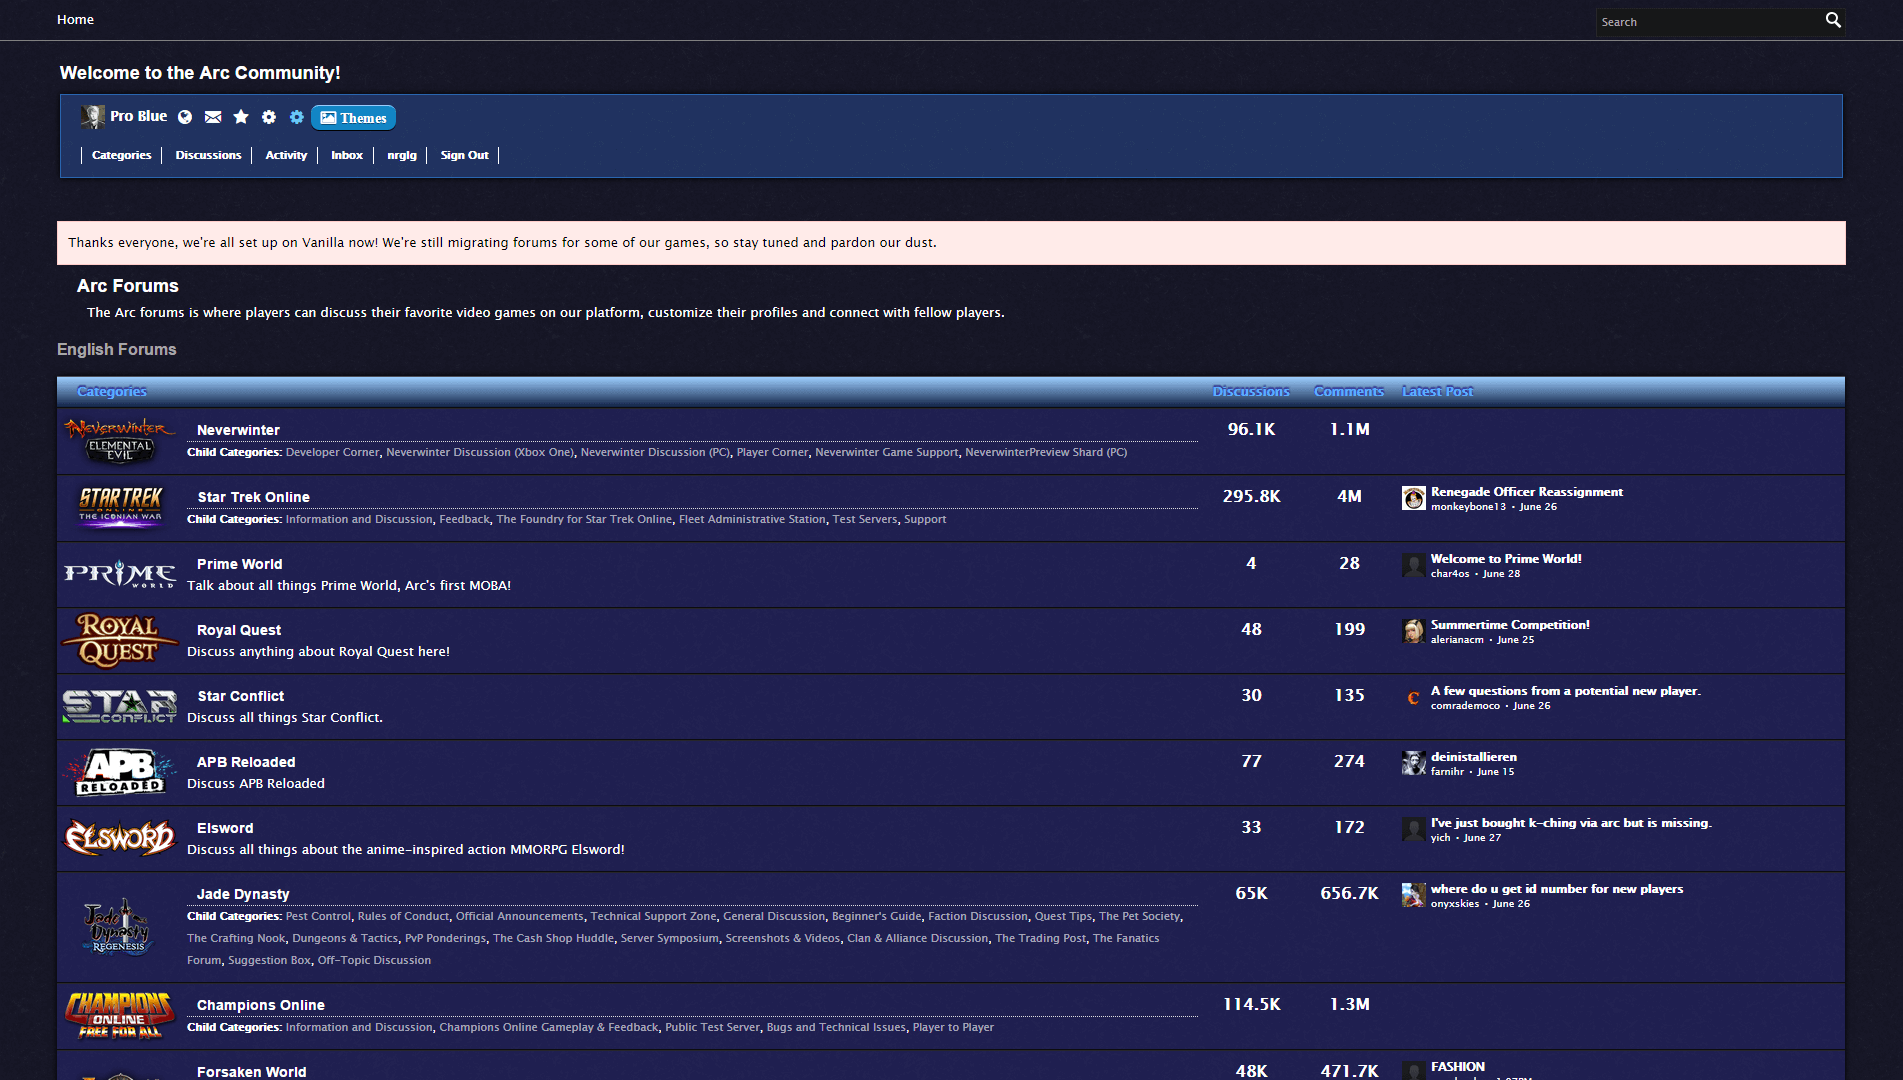 Home
Search
Welcome to the Arc Community!
Pro Blue
Themes
Categories
Discussions
Activity
Inbox
nrglg
Sign Out
Thanks everyone, we're all set up on Vanilla now! We're still migrating forums for some of our games, so stay tuned and pardon our dust.
Arc Forums
The Arc forums is where players can discuss their favorite video games on our platform, customize their profiles and connect with fellow players.
English Forums
Categories Discussions Comments Latest Post
NEVERWINTER
ELEMENTAL
EVIL
Neverwinter
Child Categories: Developer Corner, Neverwinter Discussion (Xbox One), Neverwinter Discussion (PC), Player Corner, Neverwinter Game Support, NeverwinterPreview Shard (PC)
96.1K 1.1M
STAR TREK
ONLINE
THE ICONIAN WAR
Star Trek Online
Child Categories: Information and Discussion, Feedback, The Foundry for Star Trek Online, Fleet Administrative Station, Test Servers, Support
295.8K 4M
Renegade Officer Reassignment
monkeybone13 • June 26
PRIME
WORLD
Prime World
Talk about all things Prime World, Arc's first MOBA!
4 28
Welcome to Prime World!
char4os • June 28
ROYAL
QUEST
Royal Quest
Discuss anything about Royal Quest here!
48 199
Summertime Competition!
alerianacm • June 25
STAR
CONFLICT
Star Conflict
Discuss all things Star Conflict.
30 135
A few questions from a potential new player.
comrademoco • June 26
APB
RELOADED
APB Reloaded
Discuss APB Reloaded
77 274
deinistallieren
farnihr • June 15
ELSWORD
Elsword
Discuss all things about the anime-inspired action MMORPG Elsword!
33 172
I've just bought k-ching via arc but is missing.
yich • June 27
Jade
Dynasty
REGENESIS
Jade Dynasty
Child Categories: Pest Control, Rules of Conduct, Official Announcements, Technical Support Zone, General Discussion, Beginner's Guide, Faction Discussion, Quest Tips, The Pet Society,
The Crafting Nook, Dungeons & Tactics, PvP Ponderings, The Cash Shop Huddle, Server Symposium, Screenshots & Videos, Clan & Alliance Discussion, The Trading Post, The Fanatics
Forum, Suggestion Box, Off-Topic Discussion
65K 656.7K
where do u get id number for new players
onyxskies • June 26
CHAMPIONS
ONLINE
FREE FOR ALL
Champions Online
Child Categories: Information and Discussion, Champions Online Gameplay & Feedback, Public Test Server, Bugs and Technical Issues, Player to Player
114.5K 1.3M
Forsaken World
48K 471.7K
FASHION